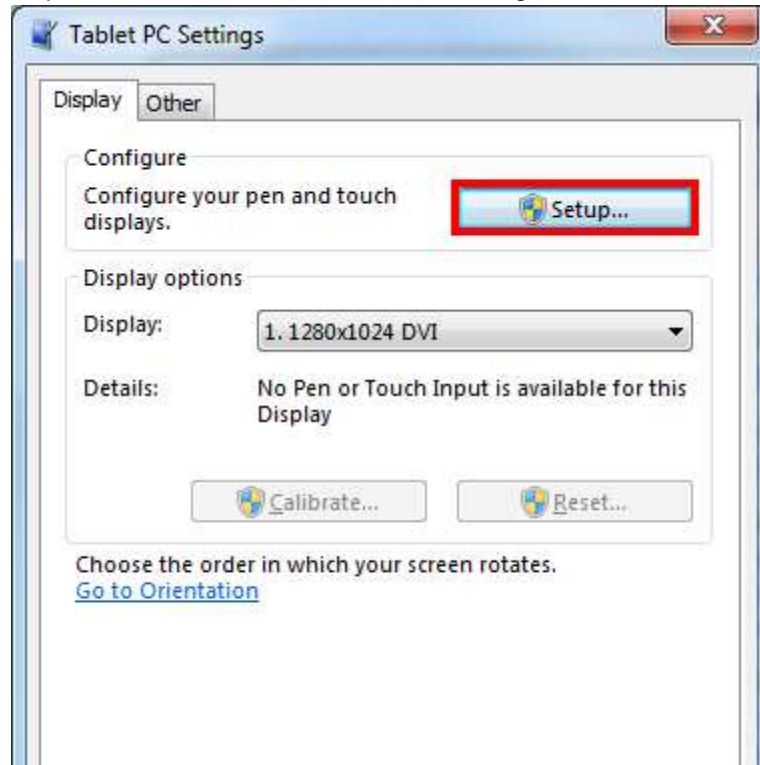 Tablet PC Settings
Display
Other
Configure
Configure your pen and touch
displays.
Setup...
Display options
Display:
1. 1280x1024 DVI
Details:
No Pen or Touch Input is available for this
Display
Calibrate...
Reset...
Choose the order in which your screen rotates.
Go to Orientation